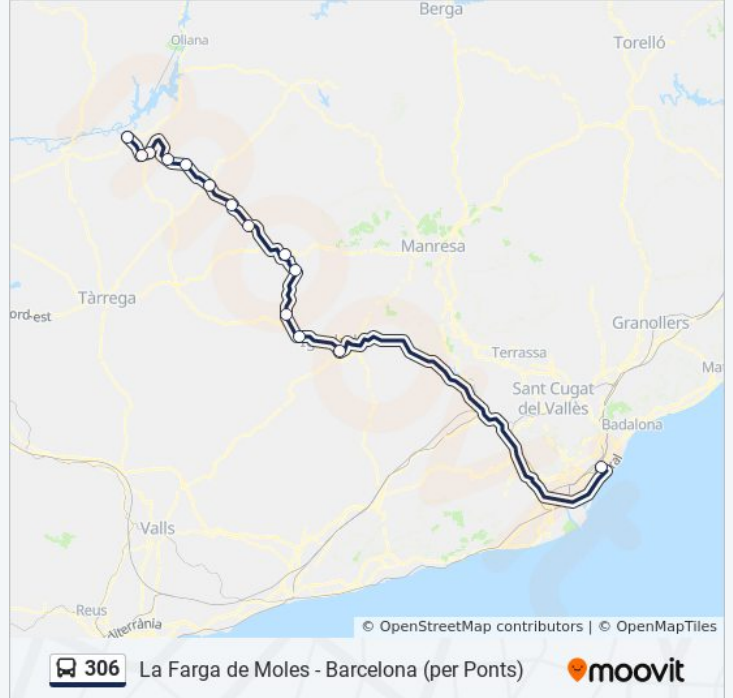 Berga
Oliana
Torelló
Manresa
Tàrrega
ord-est
Granollers
Terrassa
Ma
Sant Cugat
del Vallès
Badalona
ral
Valls
Reus
Alterrània
© OpenStreetMap contributors | © OpenMapTiles
306 La Farga de Moles - Barcelona (per Ponts) moovit